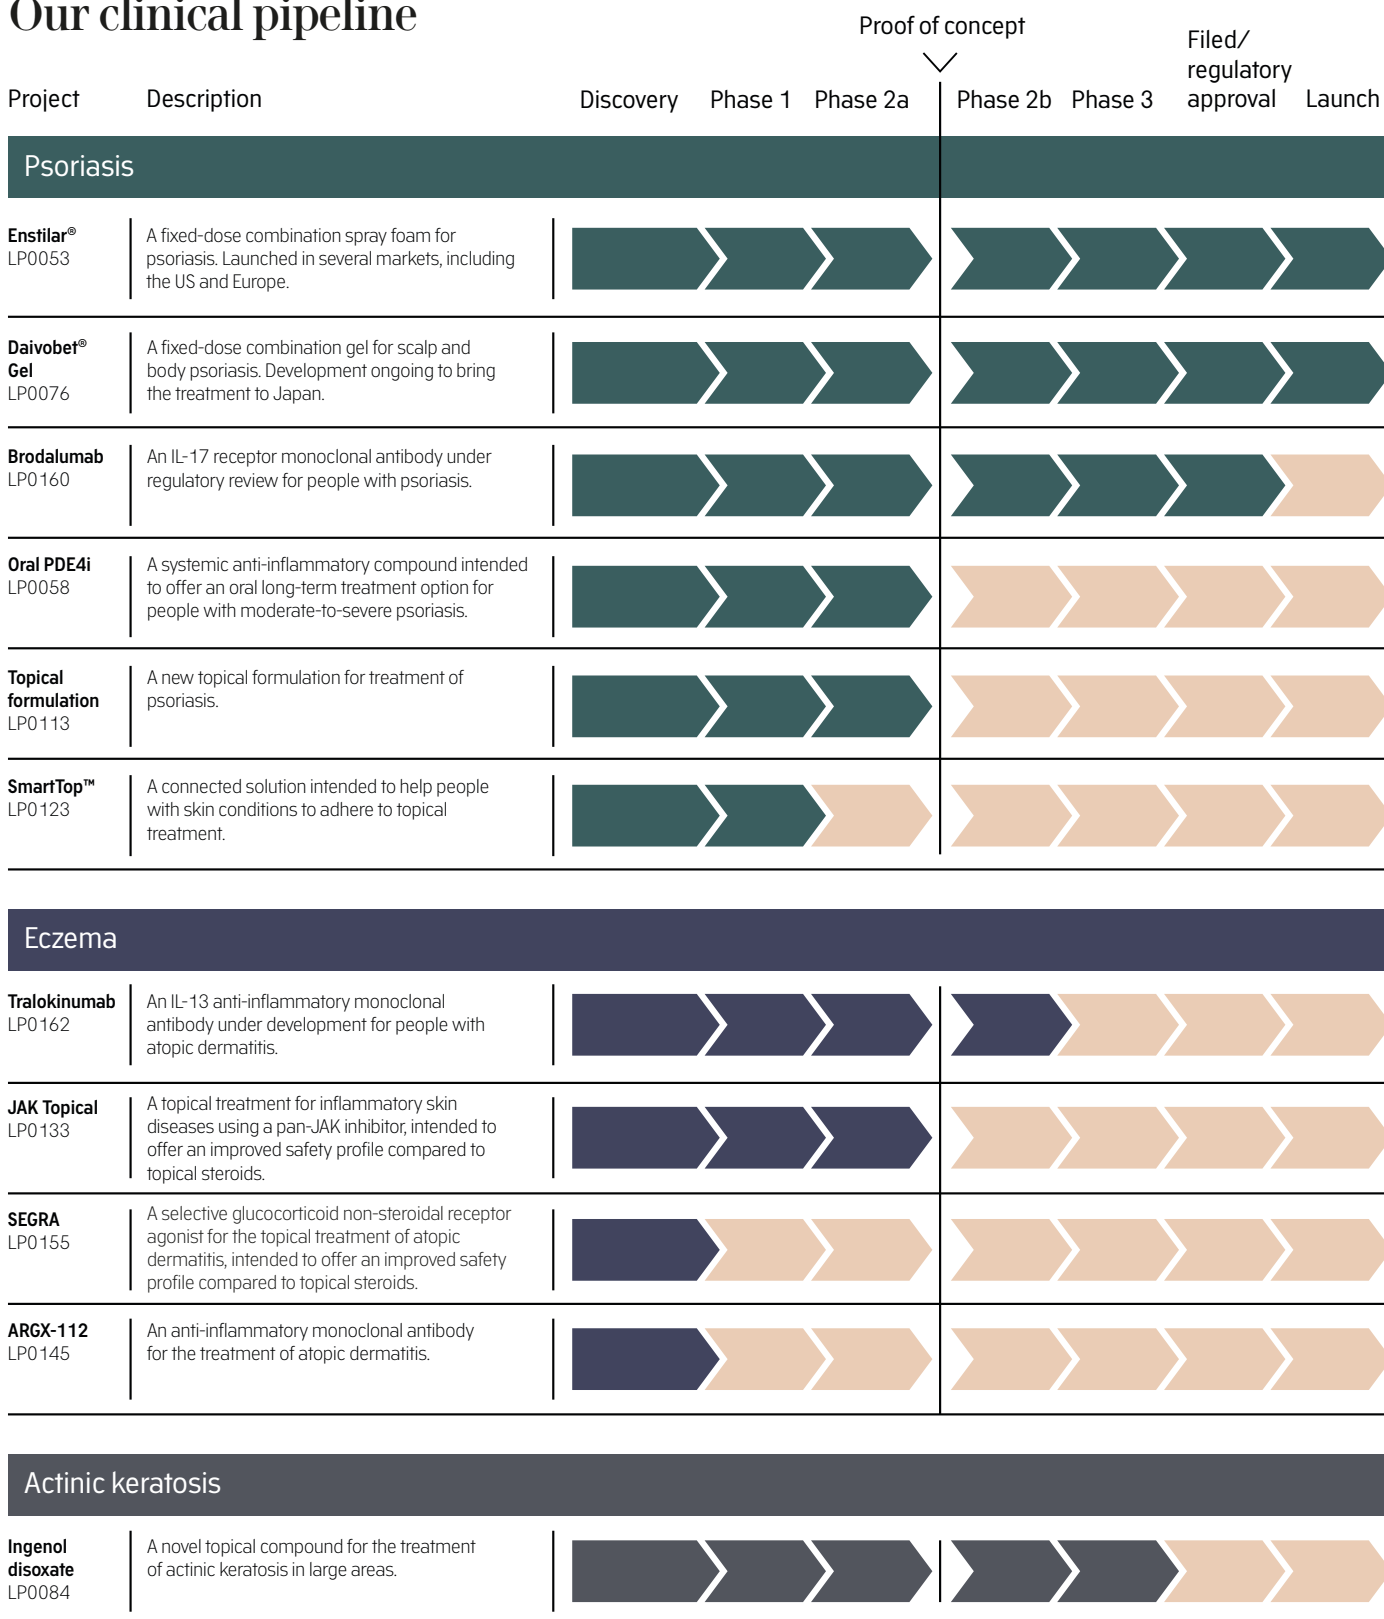 Our clinical pipeline
Proof of concept
Filed/
regulatory
approval
Project
Description
Discovery
Phase 1
Phase 2a
Phase 2b
Phase 3
Launch
Psoriasis
Enstilar®
LP0053
A fixed-dose combination spray foam for
psoriasis. Launched in several markets, including
the US and Europe.
Daivobet®
Gel
LP0076
A fixed-dose combination gel for scalp and
body psoriasis. Development ongoing to bring
the treatment to Japan.
Brodalumab
LP0160
An IL-17 receptor monoclonal antibody under
regulatory review for people with psoriasis.
Oral PDE4i
LP0058
A systemic anti-inflammatory compound intended
to offer an oral long-term treatment option for
people with moderate-to-severe psoriasis.
Topical
formulation
LP0113
A new topical formulation for treatment of
psoriasis.
SmartTop™
LP0123
A connected solution intended to help people
with skin conditions to adhere to topical
treatment.
Eczema
Tralokinumab
LP0162
An IL-13 anti-inflammatory monoclonal
antibody under development for people with
atopic dermatitis.
JAK Topical
LP0133
A topical treatment for inflammatory skin
diseases using a pan-JAK inhibitor, intended to
offer an improved safety profile compared to
topical steroids.
SEGRA
LP0155
A selective glucocorticoid non-steroidal receptor
agonist for the topical treatment of atopic
dermatitis, intended to offer an improved safety
profile compared to topical steroids.
ARGX-112
LP0145
An anti-inflammatory monoclonal antibody
for the treatment of atopic dermatitis.
Actinic keratosis
Ingenol
disoxate
LP0084
A novel topical compound for the treatment
of actinic keratosis in large areas.